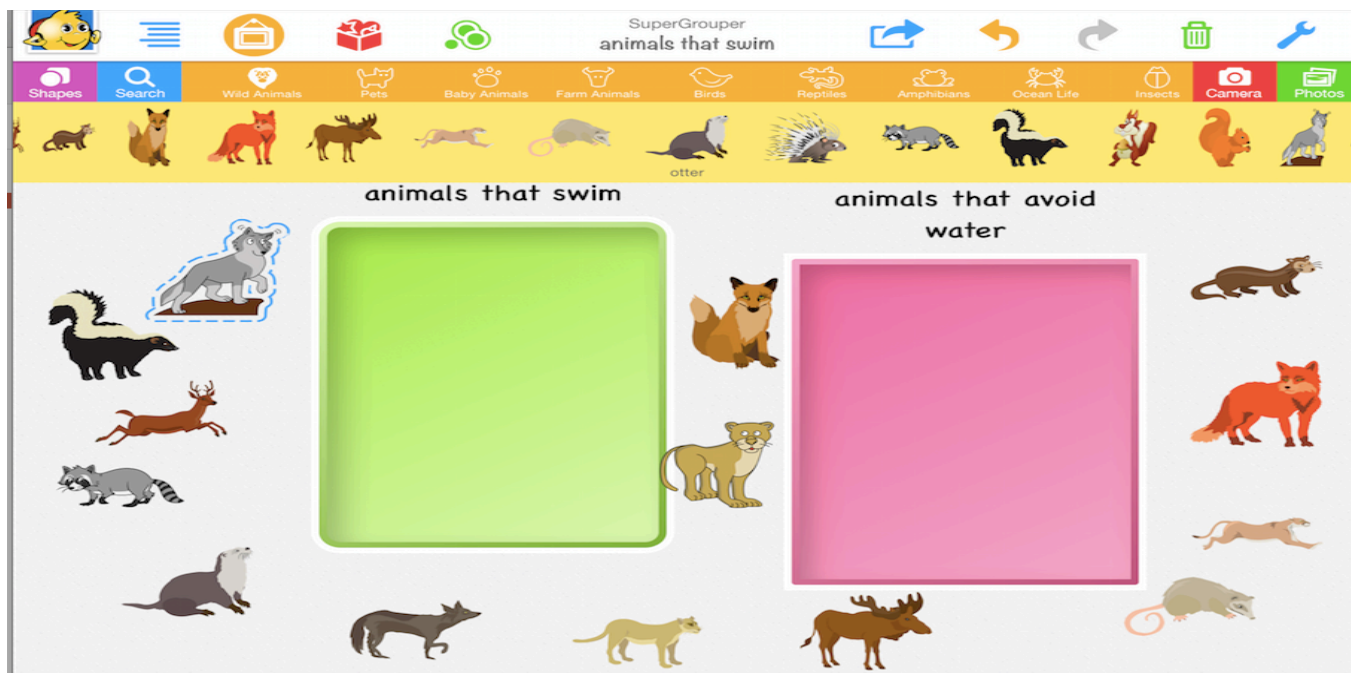 SuperGrouper
animals that swim
Shapes
Search
Wild Animals
Pets
Baby Animals
Farm Animals
Birds
Reptiles
Amphibians
Ocean Life
Insects
Camera
Photos
otter
animals that swim
animals that avoid
water